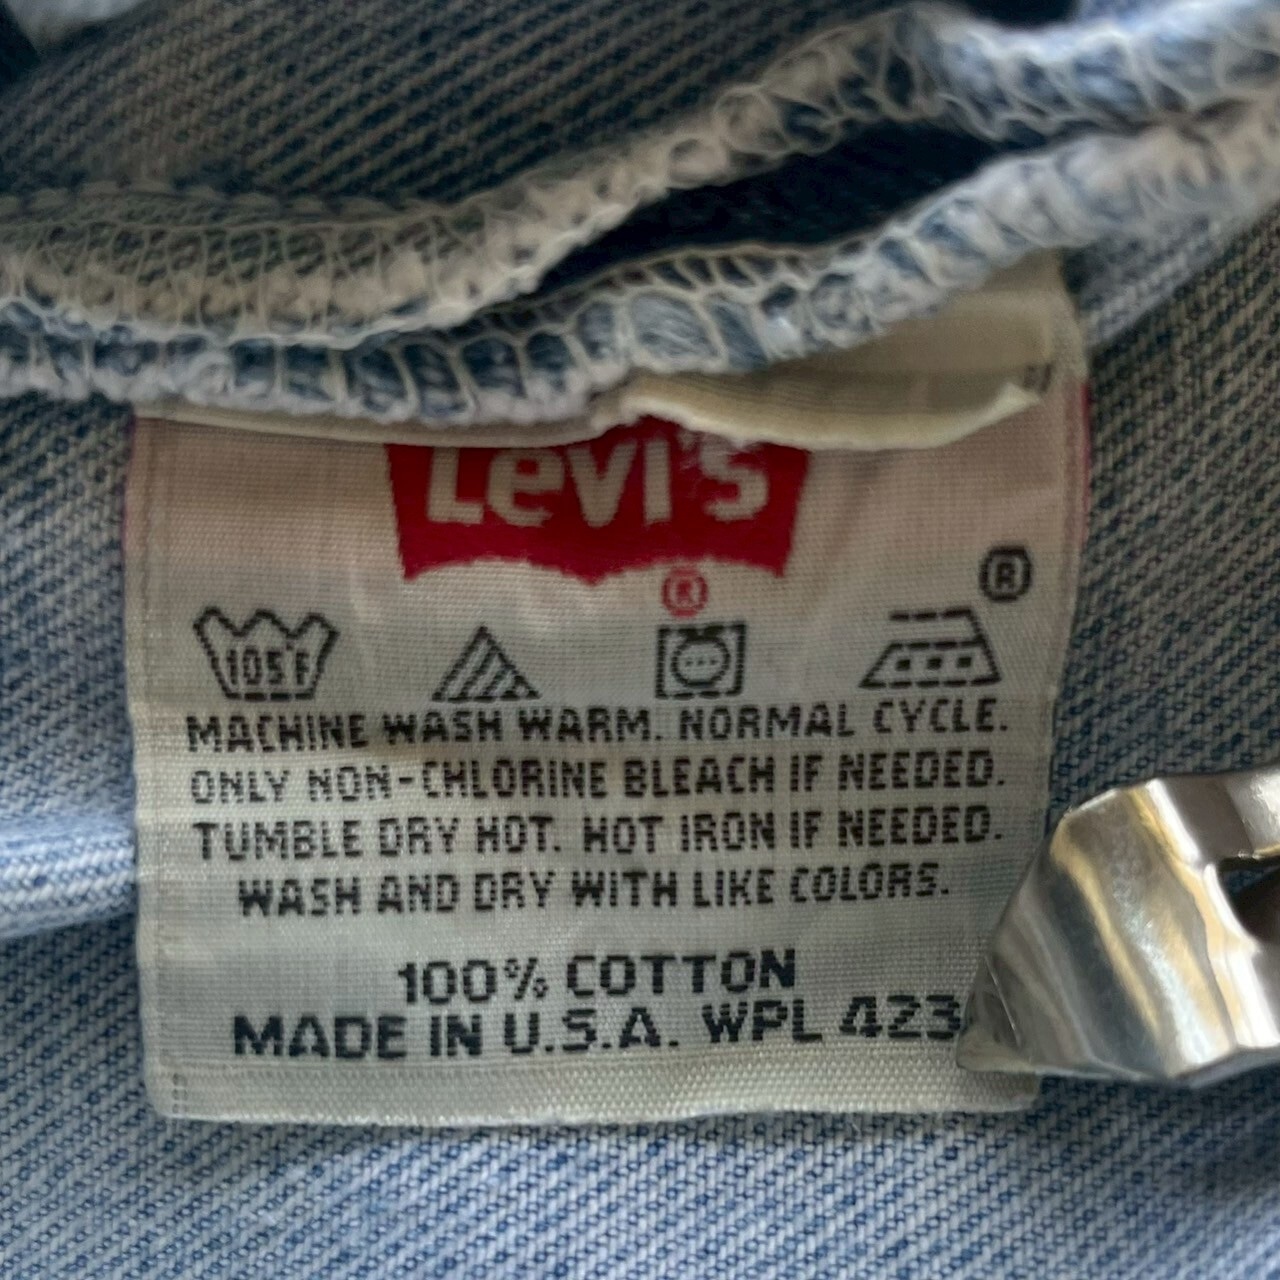 Levi's
®
®
105°F
MACHINE WASH WARM. NORMAL CYCLE.
ONLY NON-CHLORINE BLEACH IF NEEDED.
TUMBLE DRY HOT. HOT IRON IF NEEDED.
WASH AND DRY WITH LIKE COLORS.
100% COTTON
MADE IN U.S.A. WPL 423